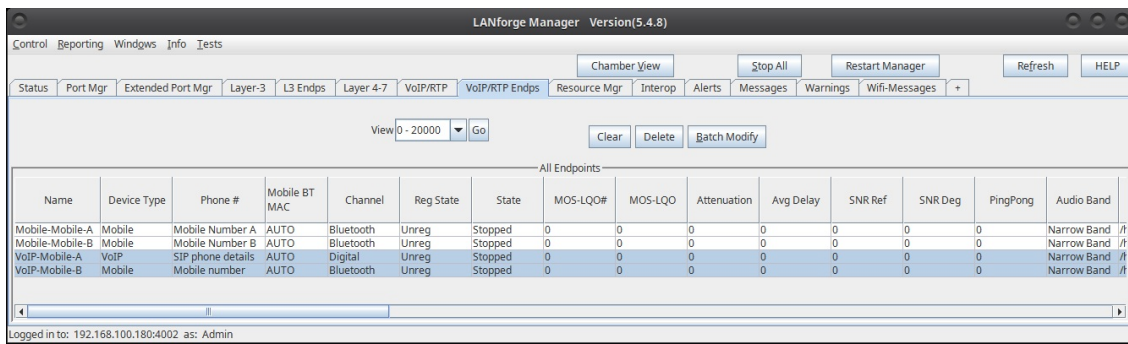 LANforge Manager Version(5.4.8)
Control Reporting Windows Info Tests
Chamber View Stop All Restart Manager Refresh HELP
Status Port Mgr Extended Port Mgr Layer-3 L3 Endps Layer 4-7 VoIP/RTP VoIP/RTP Endps Resource Mgr Interop Alerts Messages Warnings Wifi-Messages +
View 0 - 20000 Go Clear Delete Batch Modify
All Endpoints
Name Device Type Phone # Mobile BT MAC Channel Reg State State MOS-LQO# MOS-LQO Attenuation Avg Delay SNR Ref SNR Deg PingPong Audio Band
Mobile-Mobile-A Mobile Mobile Number A AUTO Bluetooth Unreg Stopped 0 0 0 0 0 0 0 Narrow Band
Mobile-Mobile-B Mobile Mobile Number B AUTO Bluetooth Unreg Stopped 0 0 0 0 0 0 0 Narrow Band
VoIP-Mobile-A VoIP SIP phone details AUTO Digital Unreg Stopped 0 0 0 0 0 0 0 Narrow Band
VoIP-Mobile-B Mobile Mobile number AUTO Bluetooth Unreg Stopped 0 0 0 0 0 0 0 Narrow Band
Logged in to: 192.168.100.180:4002 as: Admin